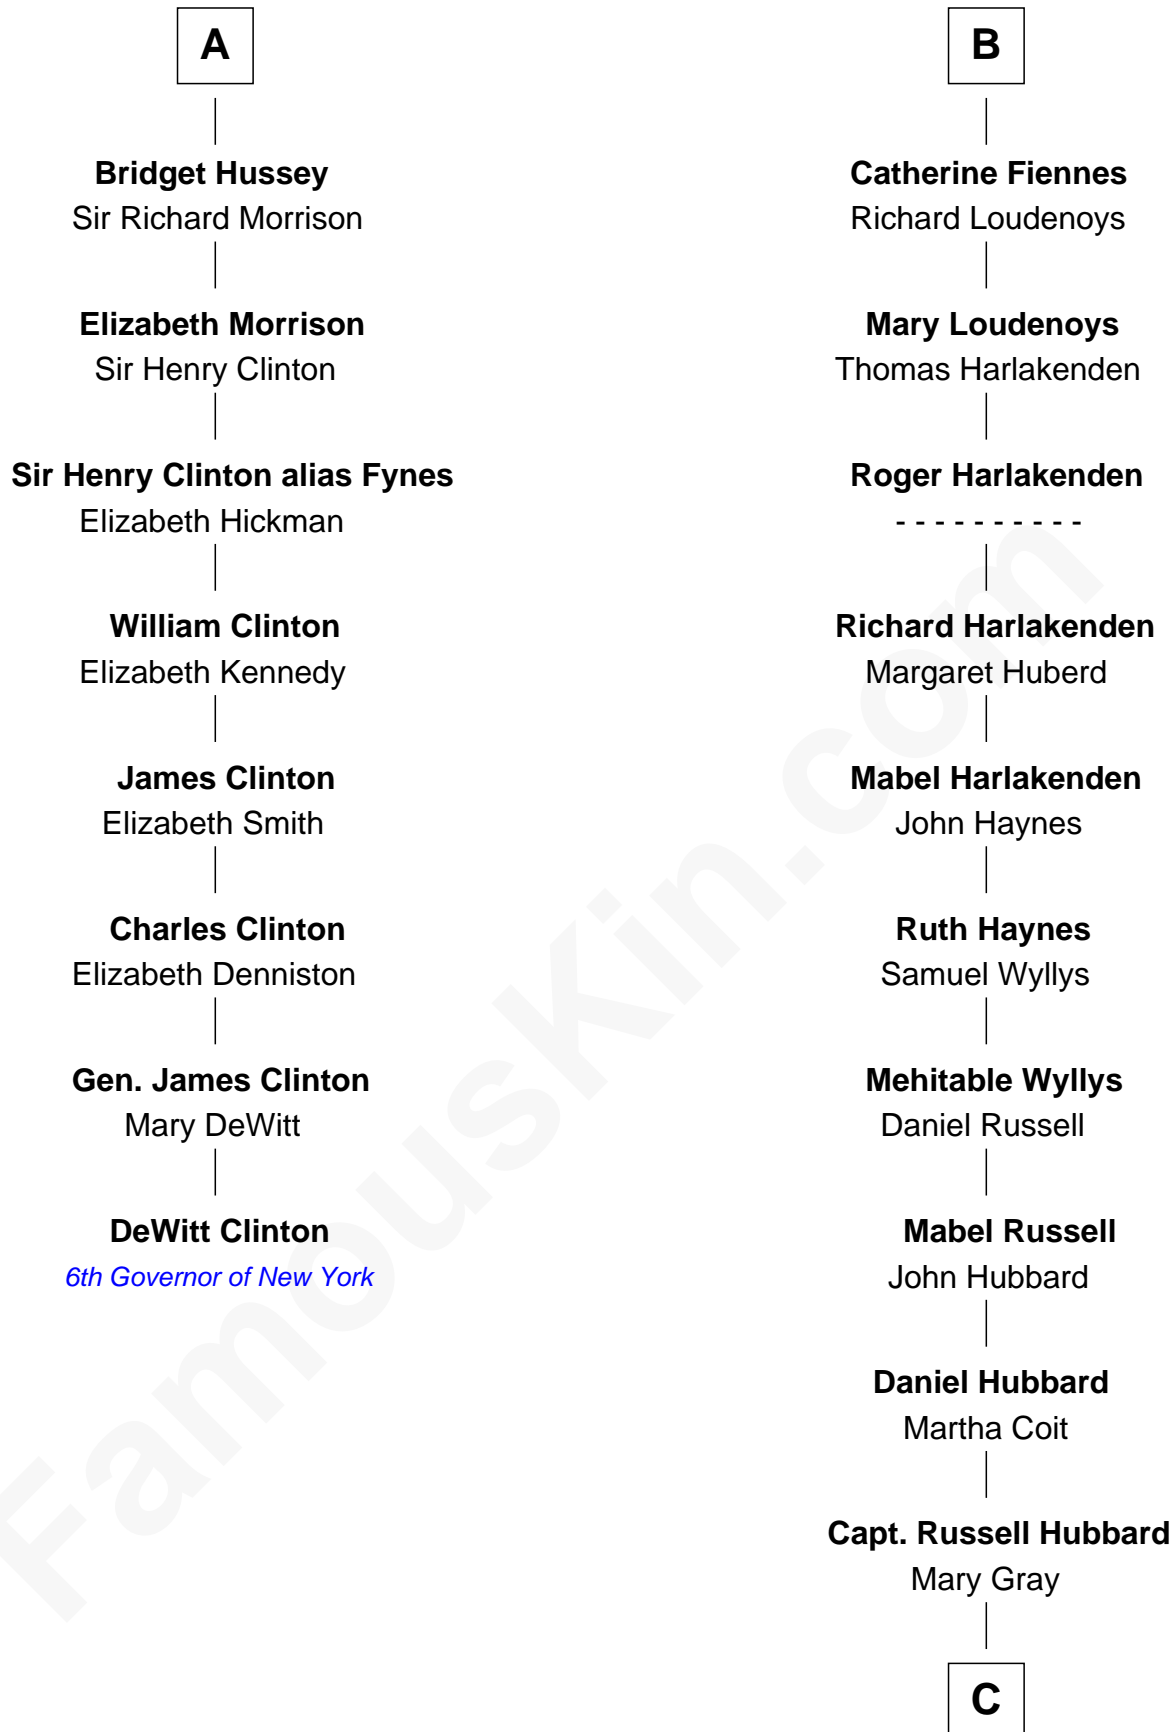 A
Bridget Hussey
Sir Richard Morrison
Elizabeth Morrison
Sir Henry Clinton
Sir Henry Clinton alias Fynes
Elizabeth Hickman
William Clinton
Elizabeth Kennedy
James Clinton
Elizabeth Smith
Charles Clinton
Elizabeth Denniston
Gen. James Clinton
Mary DeWitt
DeWitt Clinton
6th Governor of New York
B
Catherine Fiennes
Richard Loudenoys
Mary Loudenoys
Thomas Harlakenden
Roger Harlakenden
- - - - - - - - - -
Richard Harlakenden
Margaret Huberd
Mabel Harlakenden
John Haynes
Ruth Haynes
Samuel Wyllys
Mehitable Wyllys
Daniel Russell
Mabel Russell
John Hubbard
Daniel Hubbard
Martha Coit
Capt. Russell Hubbard
Mary Gray
C
FamousKin.com